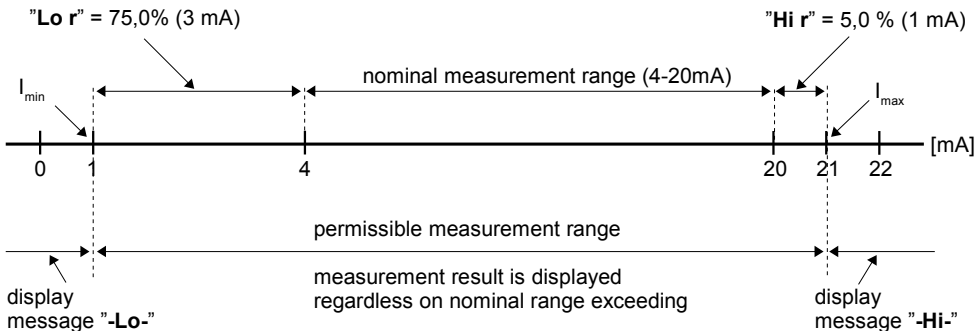 "Lo r" = 75,0% (3 mA)
"Hi r" = 5,0 % (1 mA)
nominal measurement range (4-20mA)
Imin
Imax
[mA]
0 1 4 20 21 22
permissible measurement range
measurement result is displayed
regardless on nominal range exceeding
display
message "-Lo-"
display
message "-Hi-"